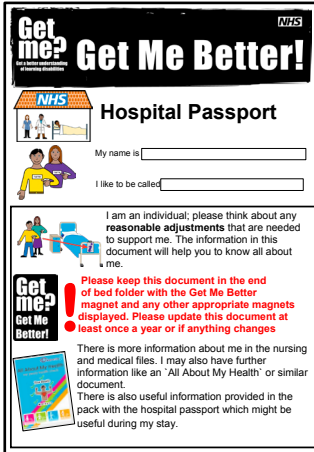 Get me?
Get a better understanding
of learning disabilities
Get Me Better!
NHS
NHS
Hospital Passport
My name is
I like to be called
I am an individual; please think about any
reasonable adjustments that are needed
to support me. The information in this
document will help you to know all about
me.
Get me?
Get Me
Better!
!
Please keep this document in the end
of bed folder with the Get Me Better
magnet and any other appropriate magnets
displayed. Please update this document at
least once a year or if anything changes
There is more information about me in the nursing
and medical files. I may also have further
information like an `All About My Health` or similar
document.
There is also useful information provided in the
pack with the hospital passport which might be
useful during my stay.
All About My Health